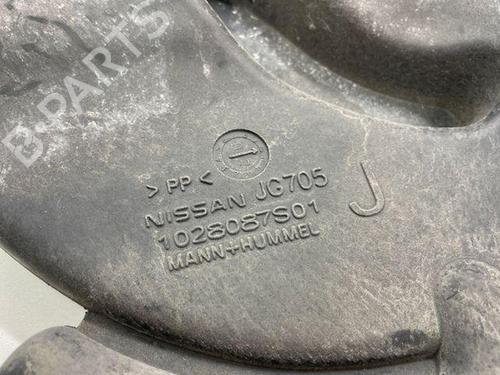 B-PARTS
>PP<
NISSAN JG705
1028087S01
MANN+HUMMEL
J